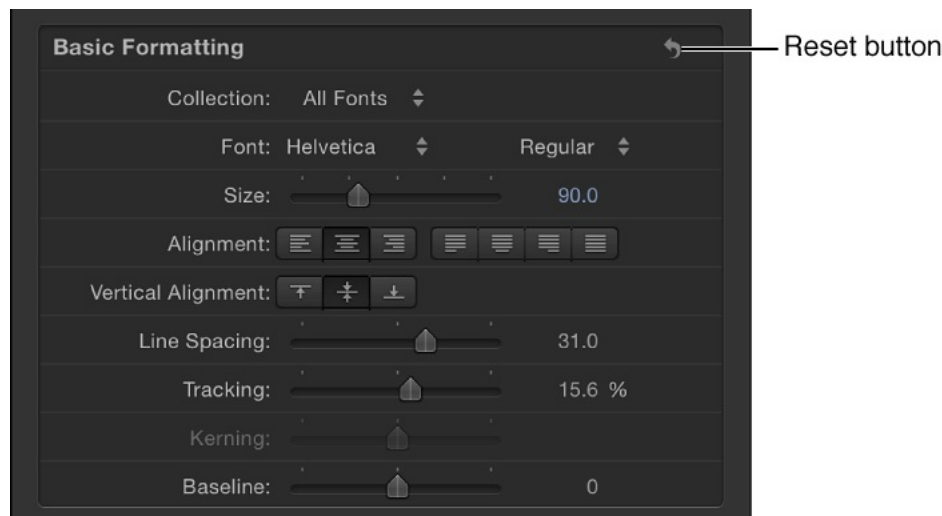 Basic Formatting
Reset button
Collection: All Fonts
Font: Helvetica Regular
Size: 90.0
Alignment:
Vertical Alignment:
Line Spacing: 31.0
Tracking: 15.6 %
Kerning:
Baseline: 0